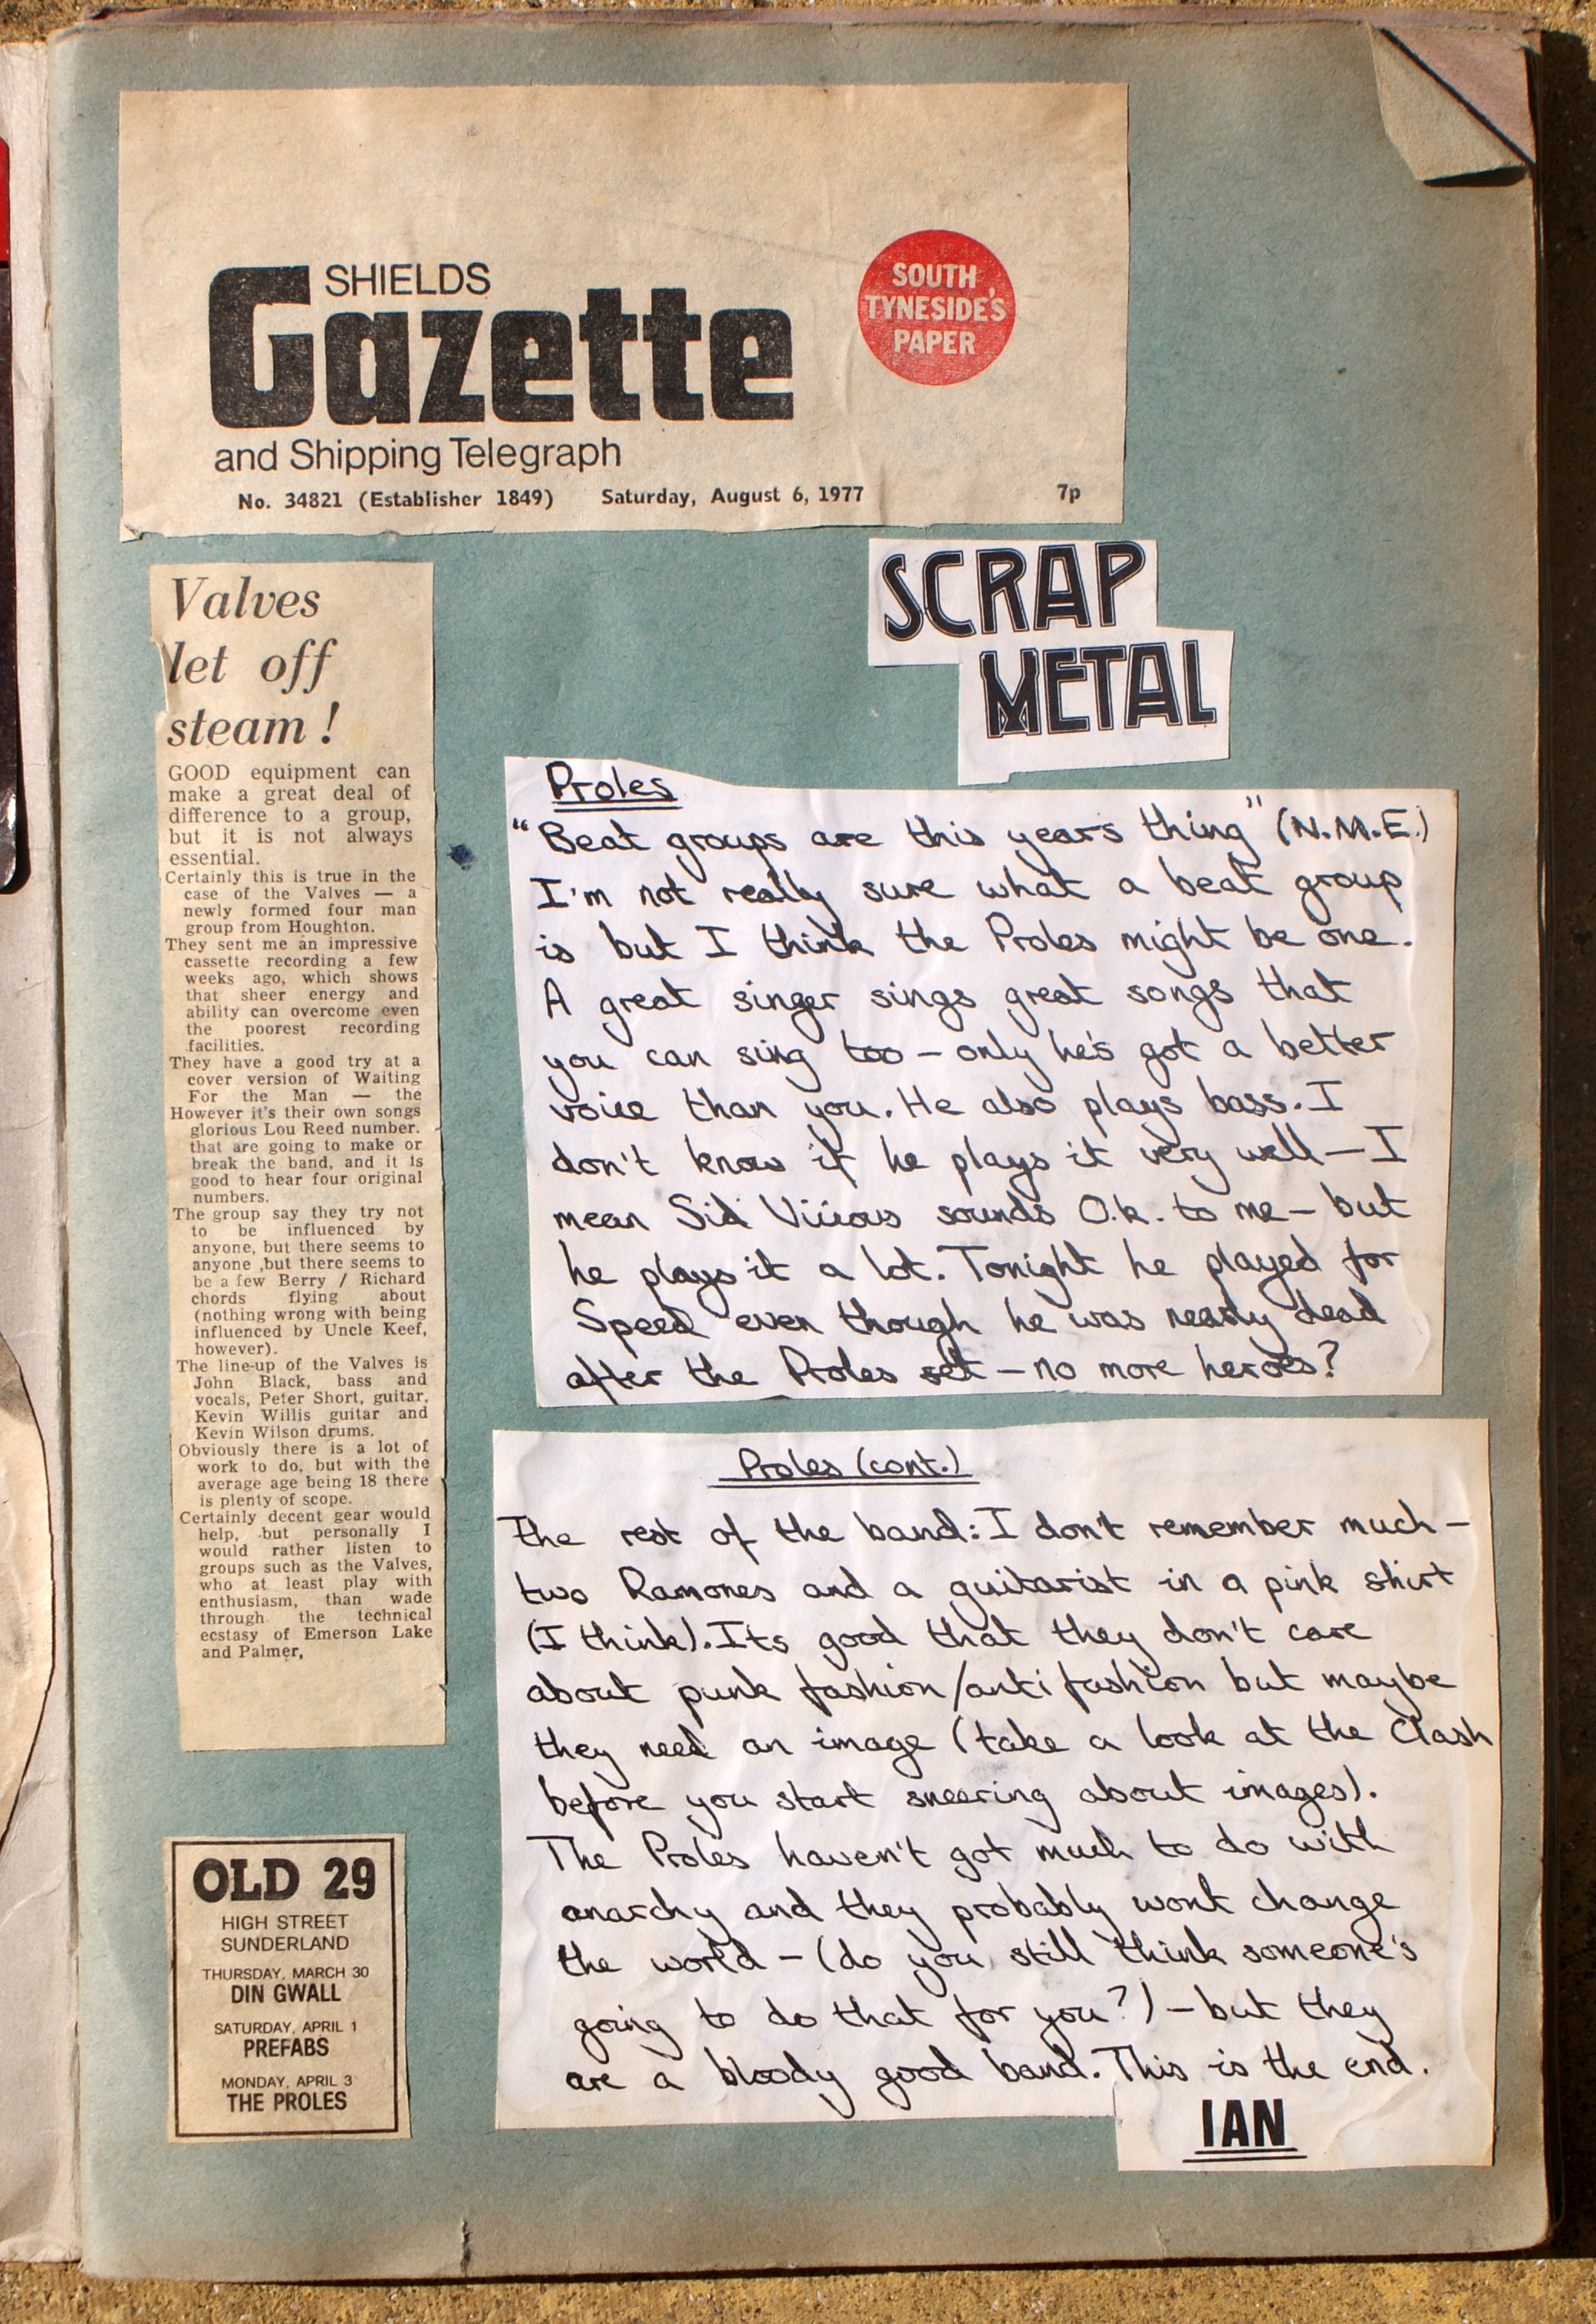 SHIELDS
Gazette
and Shipping Telegraph
SOUTH
TYNESIDE'S
PAPER
No. 34821 (Establisher 1849) Saturday, August 6, 1977 7p
Valves
let off
steam !
GOOD equipment can
make a great deal of
difference to a group,
but it is not always
essential.
Certainly this is true in the
case of the Valves — a
newly formed four man
group from Houghton.
They sent me an impressive
cassette recording a few
weeks ago, which shows
that sheer energy and
ability can overcome even
the poorest recording
facilities.
They have a good try at a
cover version of Waiting
For the Man — the
However it's their own songs
glorious Lou Reed number.
that are going to make or
break the band, and it is
good to hear four original
numbers.
The group say they try not
to be influenced by
anyone, but there seems to
anyone ,but there seems to
be a few Berry / Richard
chords flying about
(nothing wrong with being
influenced by Uncle Keef,
however).
The line-up of the Valves is
John Black, bass and
vocals, Peter Short, guitar,
Kevin Willis guitar and
Kevin Wilson drums.
Obviously there is a lot of
work to do, but with the
average age being 18 there
is plenty of scope.
Certainly decent gear would
help, but personally I
would rather listen to
groups such as the Valves,
who at least play with
enthusiasm, than wade
through the technical
ecstasy of Emerson Lake
and Palmer,
OLD 29
HIGH STREET
SUNDERLAND
THURSDAY, MARCH 30
DIN GWALL
SATURDAY, APRIL 1
PREFABS
MONDAY, APRIL 3
THE PROLES
SCRAP
METAL
Proles
"Beat groups are this years thing" (N.M.E.)
I'm not really sure what a beat group
is but I think the Proles might be one.
A great singer sings great songs that
you can sing too – only he's got a better
voice than you. He also plays bass. I
don't know if he plays it very well – I
mean Sid Vicious sounds O.k. to me – but
he plays it a lot. Tonight he played for
Speed even though he was nearly dead
after the Proles set – no more heroes?
Proles (cont.)
The rest of the band: I don't remember much –
two Ramones and a guitarist in a pink shirt
(I think). Its good that they don't care
about punk fashion/anti fashion but maybe
they need an image (take a look at the Clash
before you start sneering about images).
The Proles haven't got much to do with
anarchy and they probably wont change
the world – (do you still think someone's
going to do that for you?) – but they
are a bloody good band. This is the end.
IAN